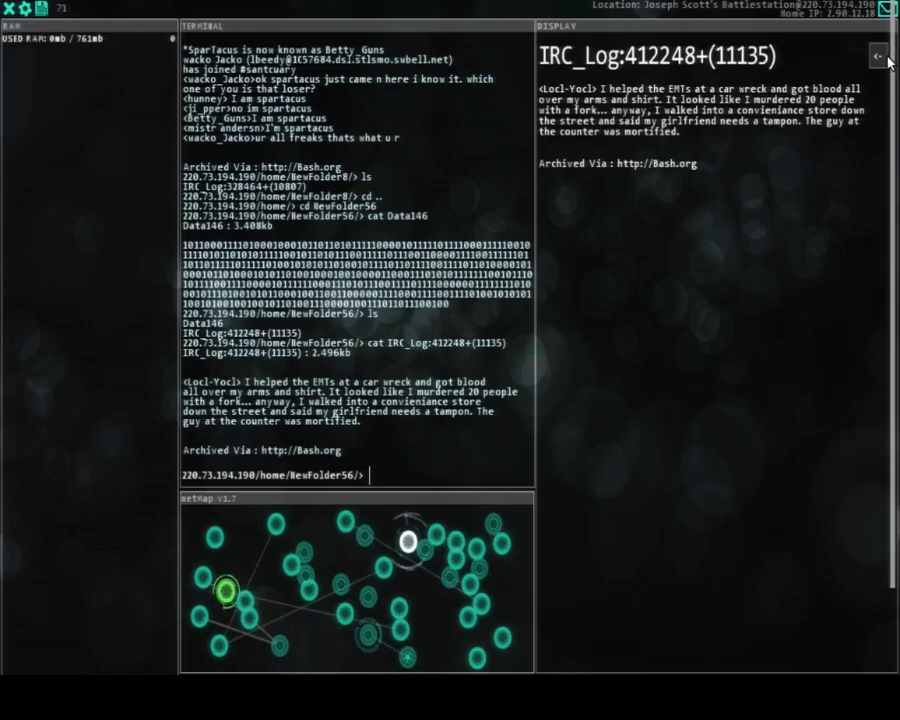 71
Location: Joseph Scott's Battlestation@220.73.194.190
Home IP: 2.90.12.18
RAM
USED RAM: 0mb / 761mb
0
TERMINAL
*SparTacus is now known as Betty_Guns
wacko Jacko (lbeedy@1C57684.dsl.stlsmo.swbell.net)
has joined #santcuary
<wacko_Jacko>ok spartacus just came n here i know it. which
one of you is that loser?
<hunney> I am spartacus
<ji_pper>no im spartacus
<Betty_Guns>I am spartacus
<mistr andersn>I'm spartacus
<wacko_Jacko>ur all freaks thats what u r
Archived Via : http://Bash.org
220.73.194.190/home/NewFolder8/> ls
IRC_Log:328464+(10807)
220.73.194.190/home/NewFolder8/> cd ..
220.73.194.190/home/> cd NewFolder56
220.73.194.190/home/NewFolder56/> cat Data146
Data146 : 3.408kb
220.73.194.190/home/NewFolder56/> ls
Data146
IRC_Log:412248+(11135)
220.73.194.190/home/NewFolder56/> cat IRC_Log:412248+(11135)
IRC_Log:412248+(11135) : 2.496kb
<Locl-Yocl> I helped the EMTs at a car wreck and got blood
all over my arms and shirt. It looked like I murdered 20 people
with a fork... anyway, I walked into a convieniance store
down the street and said my girlfriend needs a tampon. The
guy at the counter was mortified.
Archived Via : http://Bash.org
220.73.194.190/home/NewFolder56/>
netMap v1.7
DISPLAY
IRC_Log:412248+(11135)
<-
<Locl-Yocl> I helped the EMTs at a car wreck and got blood all
over my arms and shirt. It looked like I murdered 20 people
with a fork... anyway, I walked into a convieniance store down
the street and said my girlfriend needs a tampon. The guy at
the counter was mortified.
Archived Via : http://Bash.org